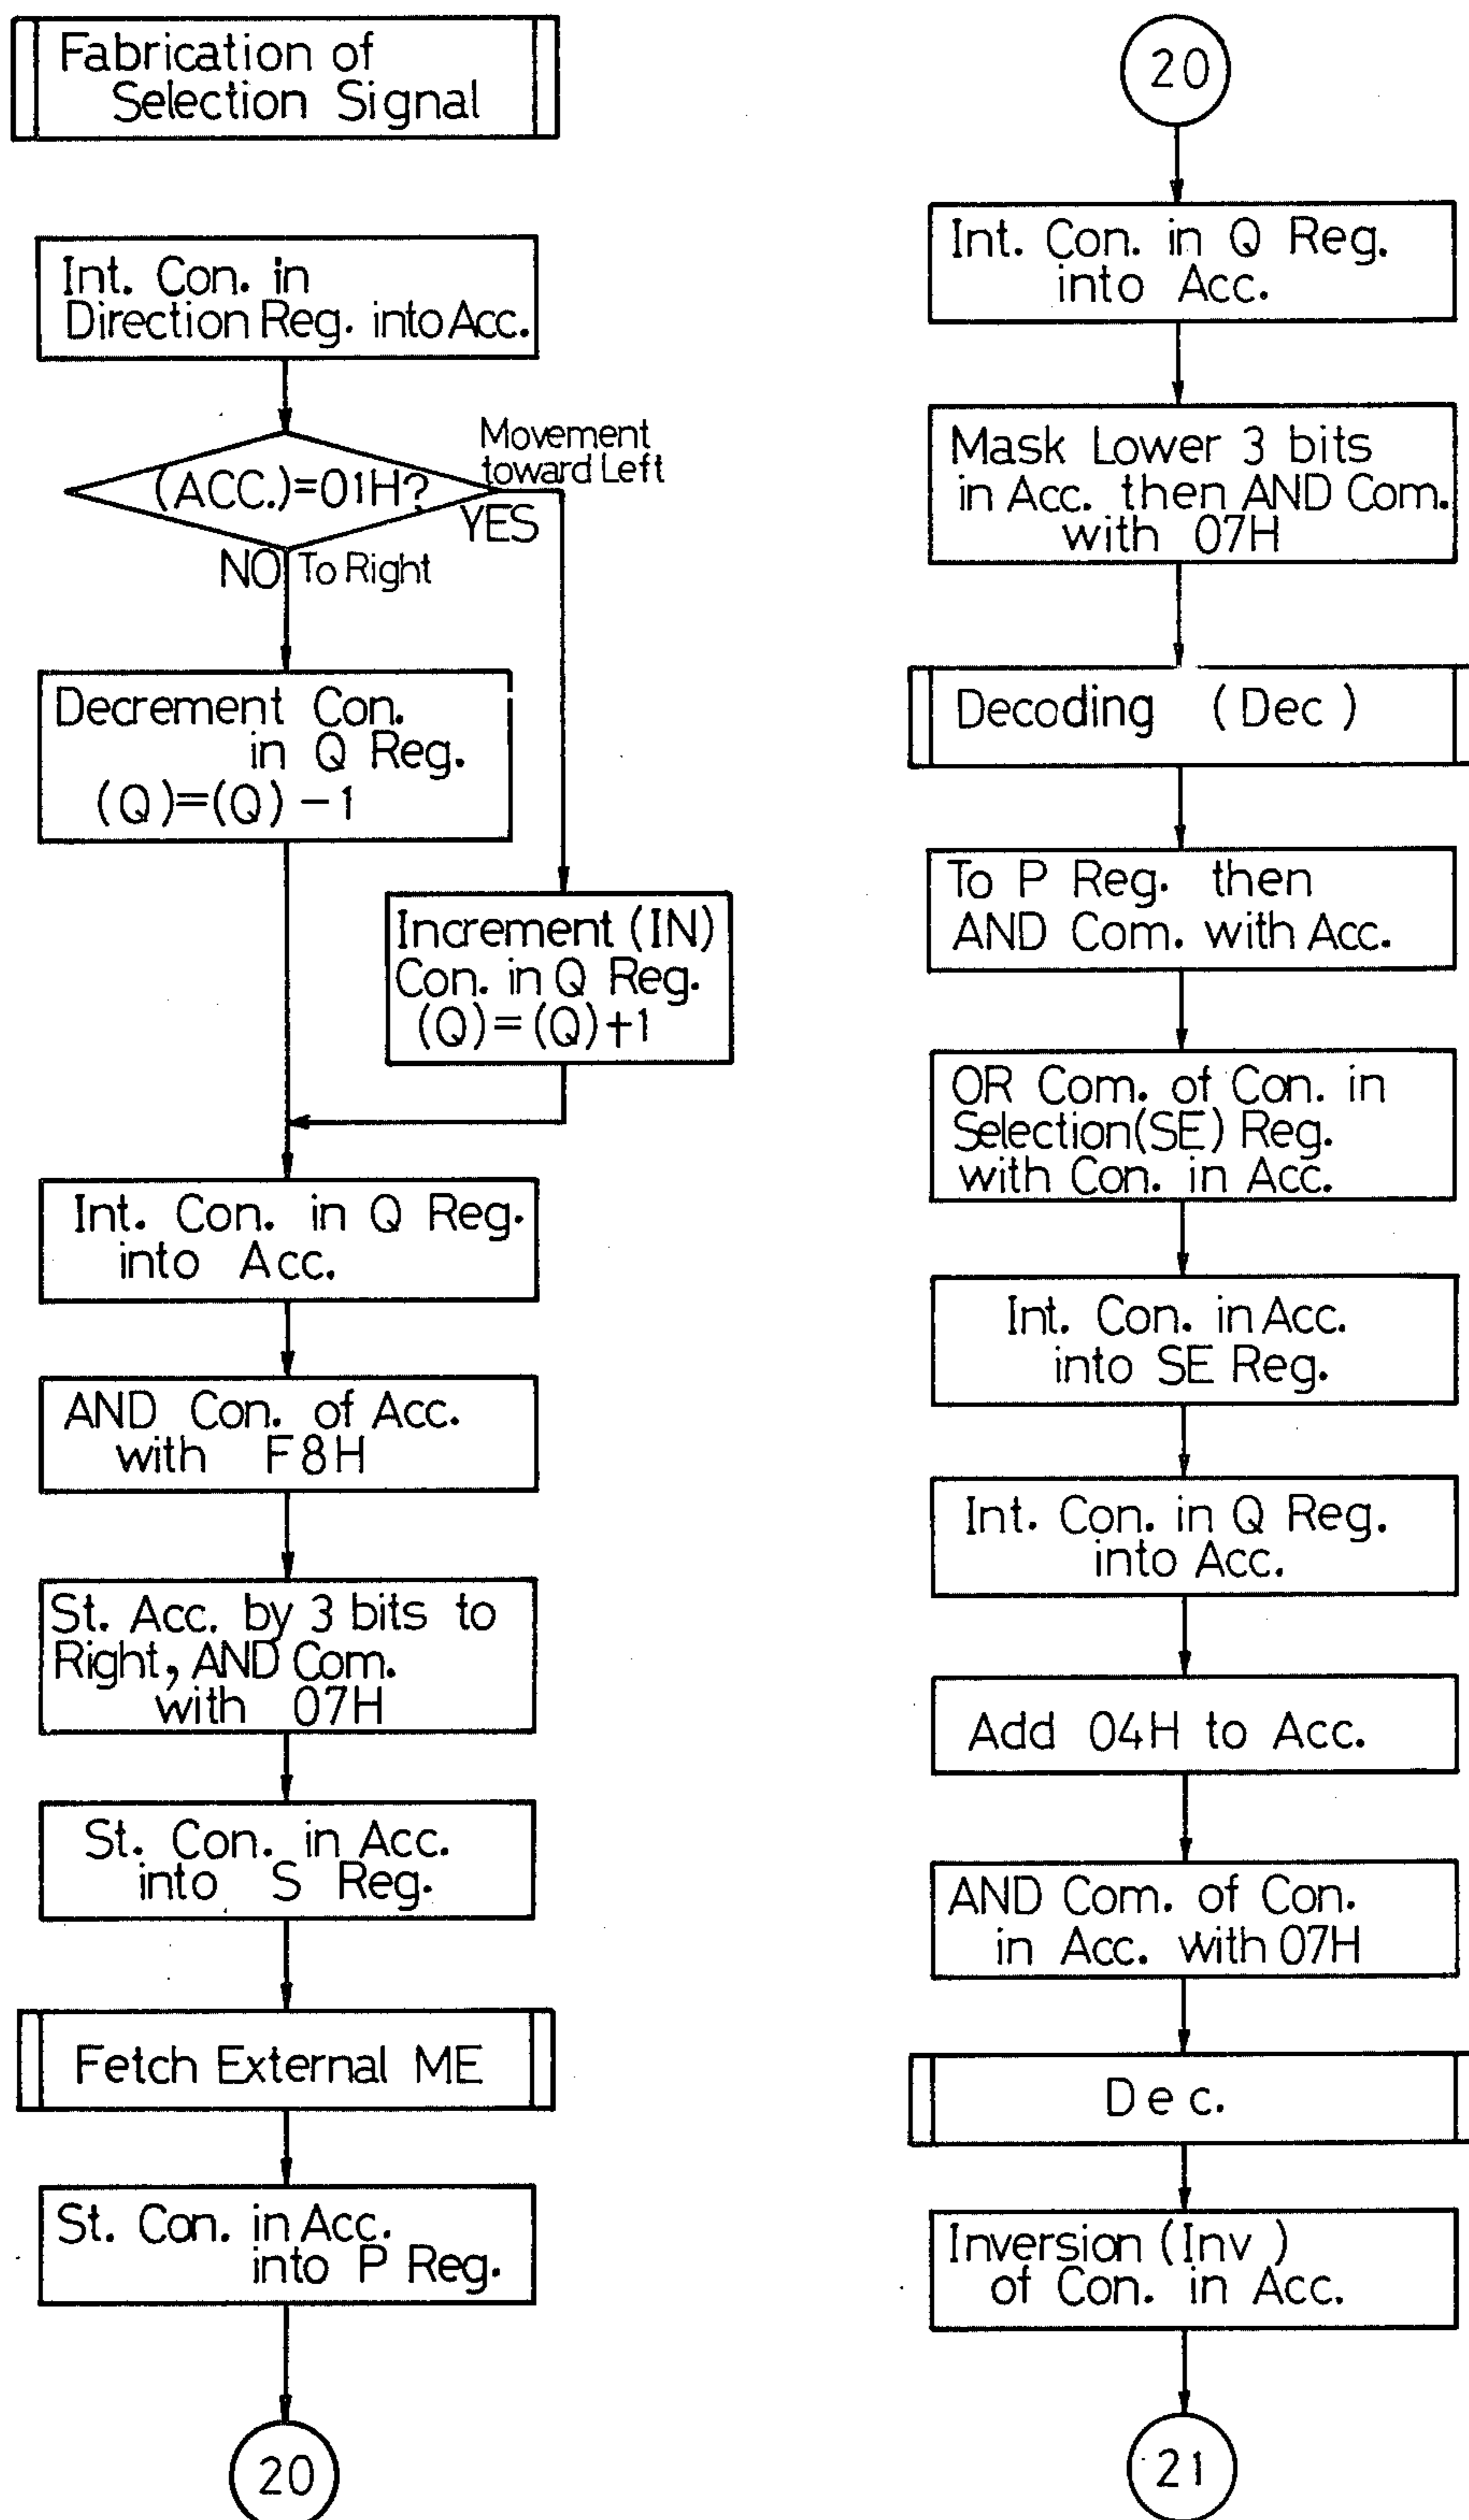 Fabrication of
Selection Signal
Int. Con. in
Direction Reg. into Acc.
(ACC.)=01H?
Movement
toward Left
YES
NO To Right
Decrement Con.
in Q Reg.
(Q)=(Q)-1
Increment (IN)
Con. in Q Reg.
(Q)=(Q)+1
Int. Con. in Q Reg.
into Acc.
AND Con. of Acc.
with F8H
St. Acc. by 3 bits to
Right, AND Com.
with 07H
St. Con. in Acc.
into S Reg.
Fetch External ME
St. Con. in Acc.
into P Reg.
20
20
Int. Con. in Q Reg.
into Acc.
Mask Lower 3 bits
in Acc. then AND Com.
with 07H
Decoding (Dec)
To P Reg. then
AND Com. with Acc.
OR Com. of Con. in
Selection(SE) Reg.
with Con. in Acc.
Int. Con. in Acc.
into SE Reg.
Int. Con. in Q Reg.
into Acc.
Add 04H to Acc.
AND Com. of Con.
in Acc. with 07H
Dec.
Inversion (Inv)
of Con. in Acc.
21